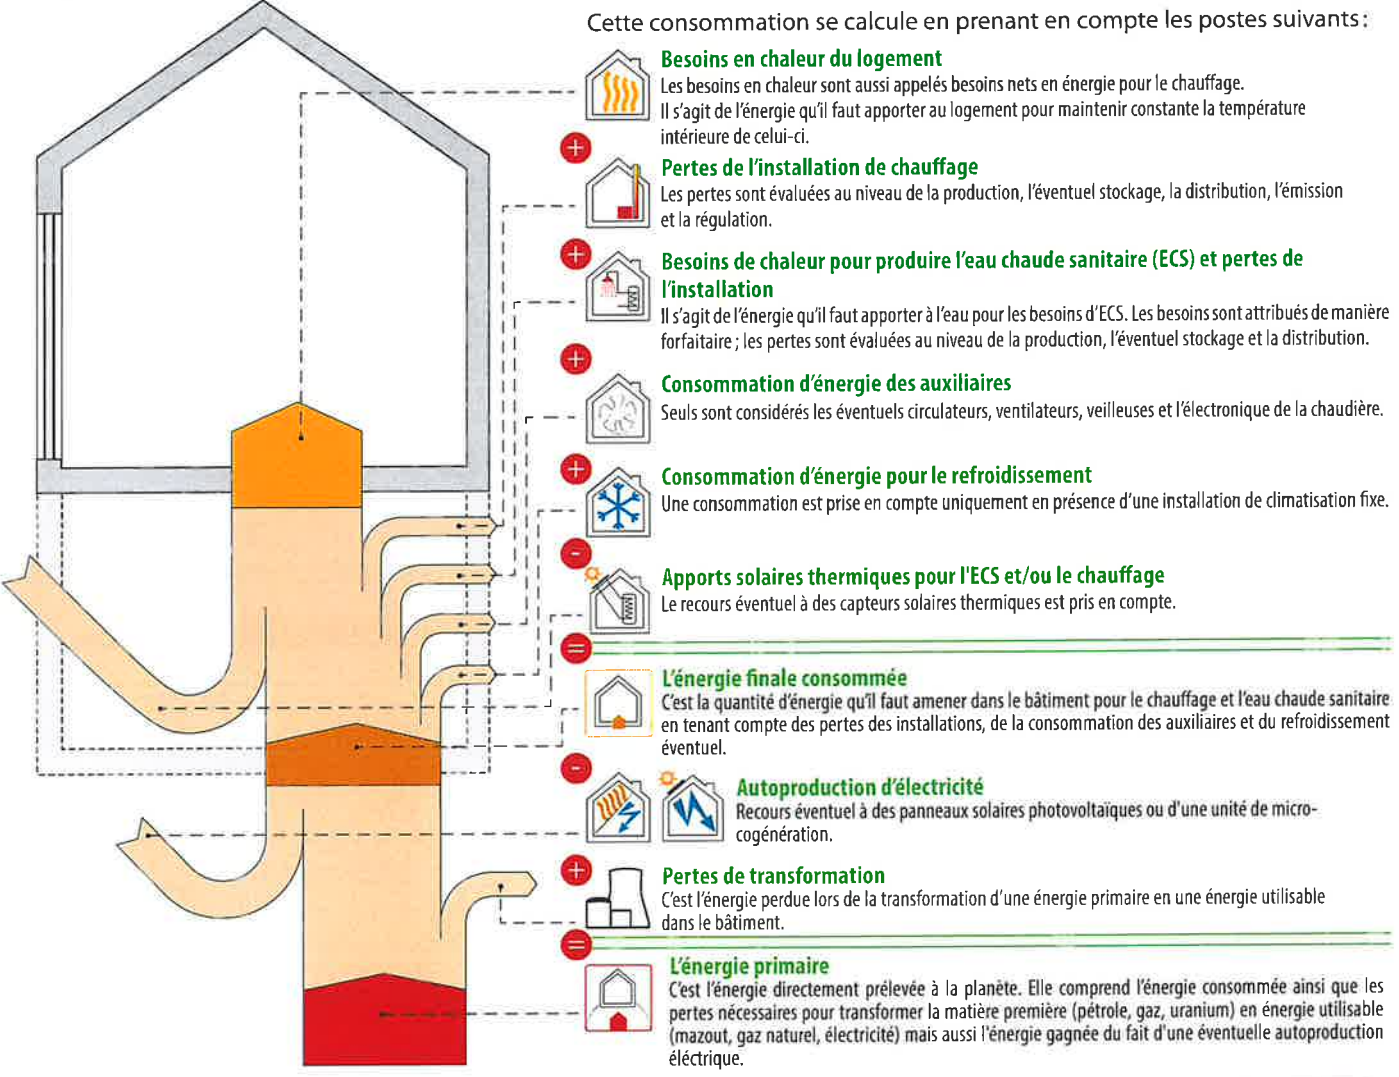 Cette consommation se calcule en prenant en compte les postes suivants :
Besoins en chaleur du logement
Les besoins en chaleur sont aussi appelés besoins nets en énergie pour le chauffage.
Il s'agit de l'énergie qu'il faut apporter au logement pour maintenir constante la température
intérieure de celui-ci.
+
Pertes de l'installation de chauffage
Les pertes sont évaluées au niveau de la production, l'éventuel stockage, la distribution, l'émission
et la régulation.
+
Besoins de chaleur pour produire l'eau chaude sanitaire (ECS) et pertes de
l'installation
Il s'agit de l'énergie qu'il faut apporter à l'eau pour les besoins d'ECS. Les besoins sont attribués de manière
forfaitaire ; les pertes sont évaluées au niveau de la production, l'éventuel stockage et la distribution.
+
Consommation d'énergie des auxiliaires
Seuls sont considérés les éventuels circulateurs, ventilateurs, veilleuses et l'électronique de la chaudière.
+
Consommation d'énergie pour le refroidissement
Une consommation est prise en compte uniquement en présence d'une installation de climatisation fixe.
-
Apports solaires thermiques pour l'ECS et/ou le chauffage
Le recours éventuel à des capteurs solaires thermiques est pris en compte.
=
L'énergie finale consommée
C'est la quantité d'énergie qu'il faut amener dans le bâtiment pour le chauffage et l'eau chaude sanitaire
en tenant compte des pertes des installations, de la consommation des auxiliaires et du refroidissement
éventuel.
-
Autoproduction d'électricité
Recours éventuel à des panneaux solaires photovoltaïques ou d'une unité de micro-
cogénération.
+
Pertes de transformation
C'est l'énergie perdue lors de la transformation d'une énergie primaire en une énergie utilisable
dans le bâtiment.
=
L'énergie primaire
C'est l'énergie directement prélevée à la planète. Elle comprend l'énergie consommée ainsi que les
pertes nécessaires pour transformer la matière première (pétrole, gaz, uranium) en énergie utilisable
(mazout, gaz naturel, électricité) mais aussi l'énergie gagnée du fait d'une éventuelle autoproduction
éléctrique.